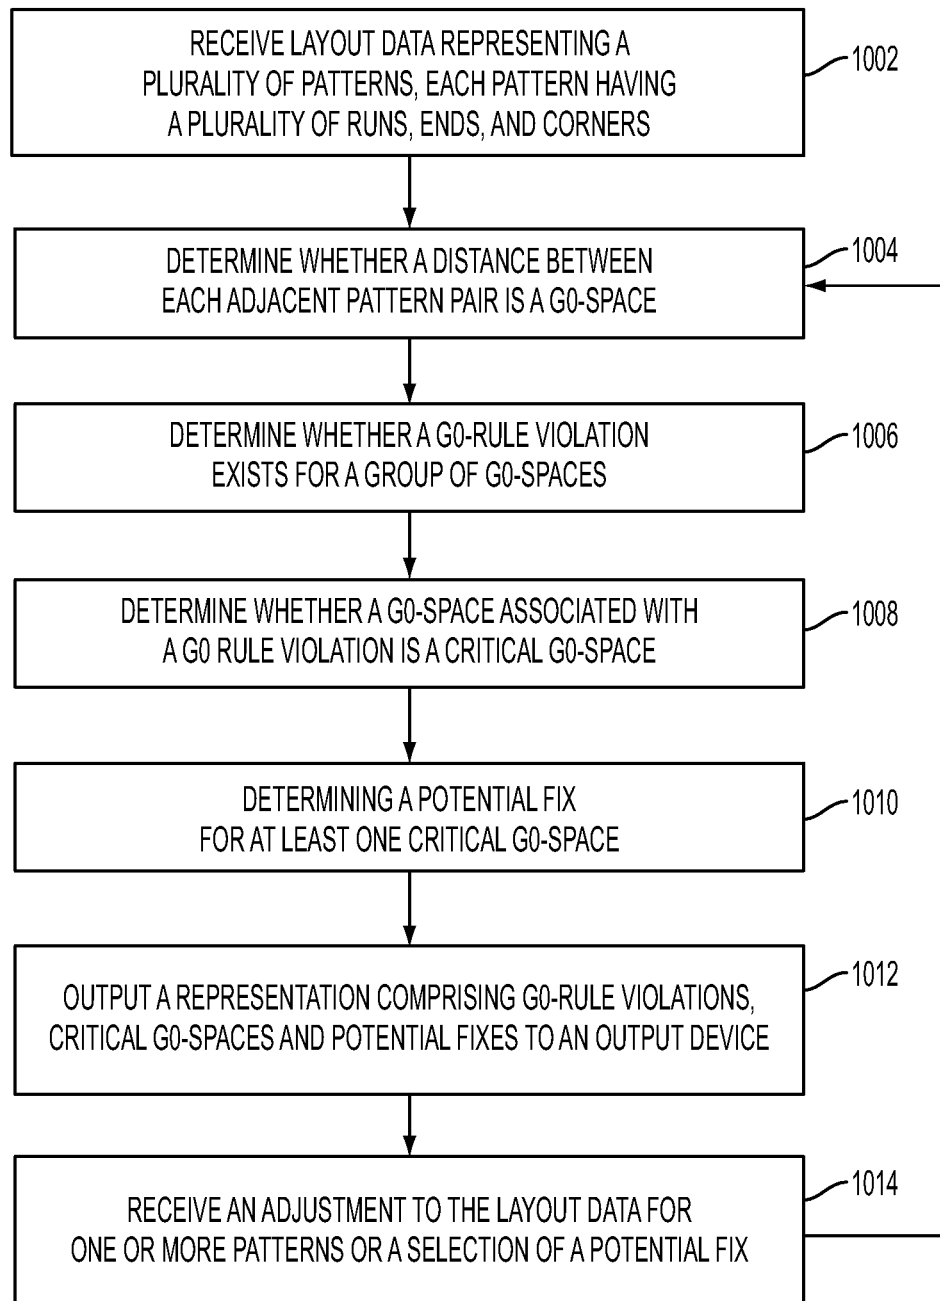 RECEIVE LAYOUT DATA REPRESENTING A
PLURALITY OF PATTERNS, EACH PATTERN HAVING
A PLURALITY OF RUNS, ENDS, AND CORNERS
1002
DETERMINE WHETHER A DISTANCE BETWEEN
EACH ADJACENT PATTERN PAIR IS A G0-SPACE
1004
DETERMINE WHETHER A G0-RULE VIOLATION
EXISTS FOR A GROUP OF G0-SPACES
1006
DETERMINE WHETHER A G0-SPACE ASSOCIATED WITH
A G0 RULE VIOLATION IS A CRITICAL G0-SPACE
1008
DETERMINING A POTENTIAL FIX
FOR AT LEAST ONE CRITICAL G0-SPACE
1010
OUTPUT A REPRESENTATION COMPRISING G0-RULE VIOLATIONS,
CRITICAL G0-SPACES AND POTENTIAL FIXES TO AN OUTPUT DEVICE
1012
RECEIVE AN ADJUSTMENT TO THE LAYOUT DATA FOR
ONE OR MORE PATTERNS OR A SELECTION OF A POTENTIAL FIX
1014